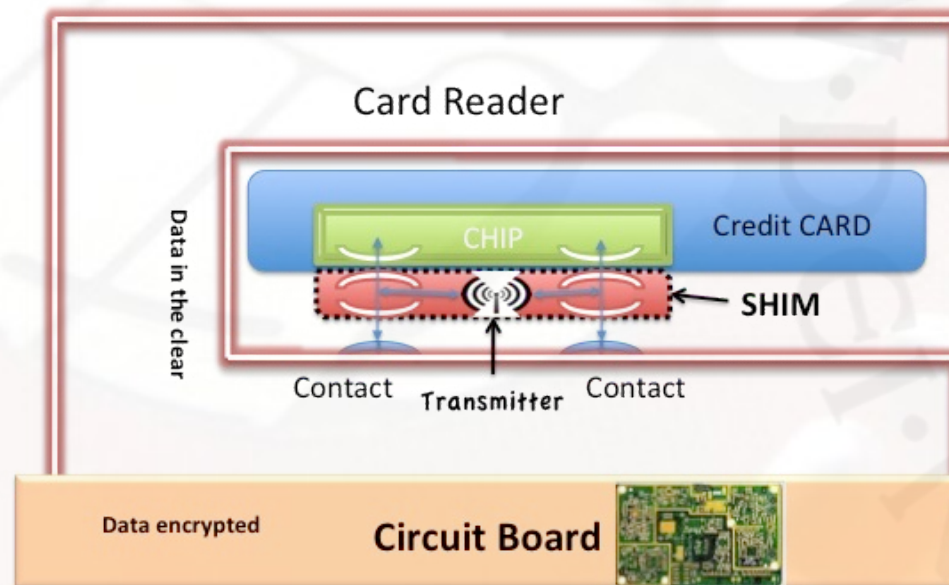 Card Reader
Data in the clear
CHIP
Credit CARD
SHIM
Contact
Transmitter
Contact
Data encrypted
Circuit Board